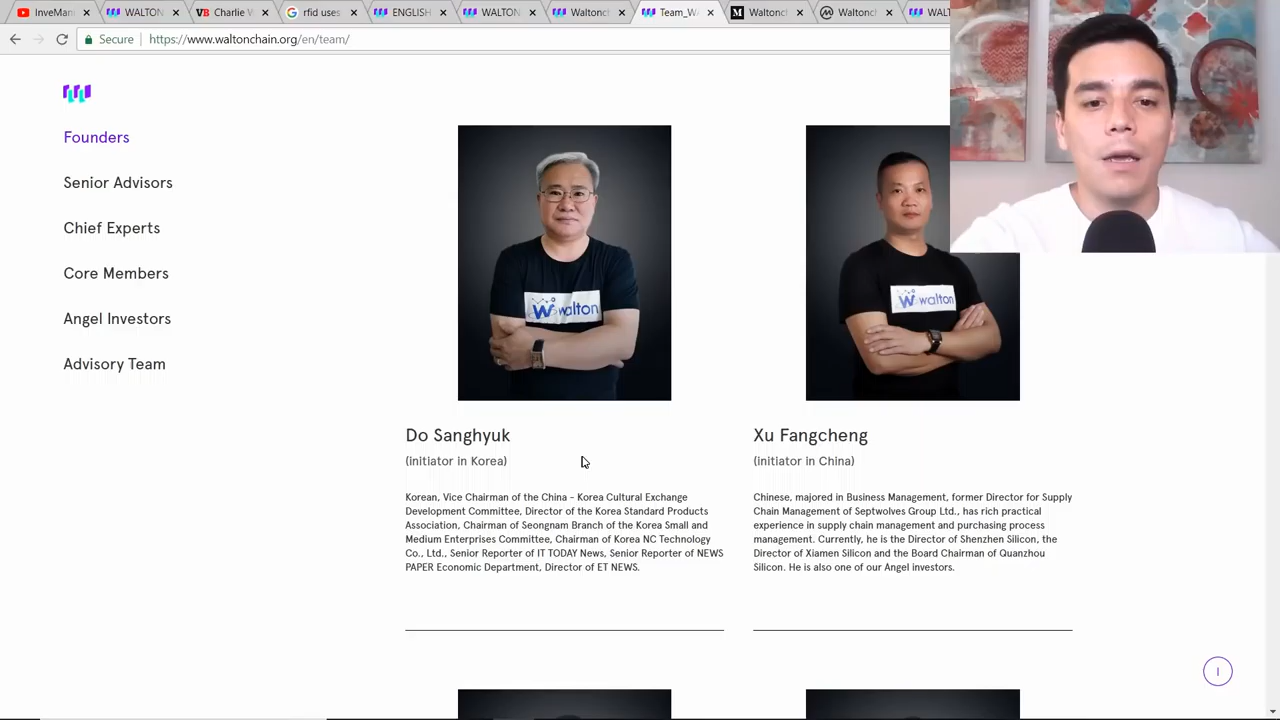 InveMan
WALTON
Charlie V
rfid uses
ENGLISH
WALTON
Waltonch
Team_WA
Waltonch
Waltonch
WALT
Secure
https://www.waltonchain.org/en/team/
Founders
Senior Advisors
Chief Experts
Core Members
Angel Investors
Advisory Team
W walton
W walton
Do Sanghyuk
(initiator in Korea)
Korean, Vice Chairman of the China - Korea Cultural Exchange
Development Committee, Director of the Korea Standard Products
Association, Chairman of Seongnam Branch of the Korea Small and
Medium Enterprises Committee, Chairman of Korea NC Technology
Co., Ltd., Senior Reporter of IT TODAY News, Senior Reporter of NEWS
PAPER Economic Department, Director of ET NEWS.
Xu Fangcheng
(initiator in China)
Chinese, majored in Business Management, former Director for Supply
Chain Management of Septwolves Group Ltd., has rich practical
experience in supply chain management and purchasing process
management. Currently, he is the Director of Shenzhen Silicon, the
Director of Xiamen Silicon and the Board Chairman of Quanzhou
Silicon. He is also one of our Angel investors.